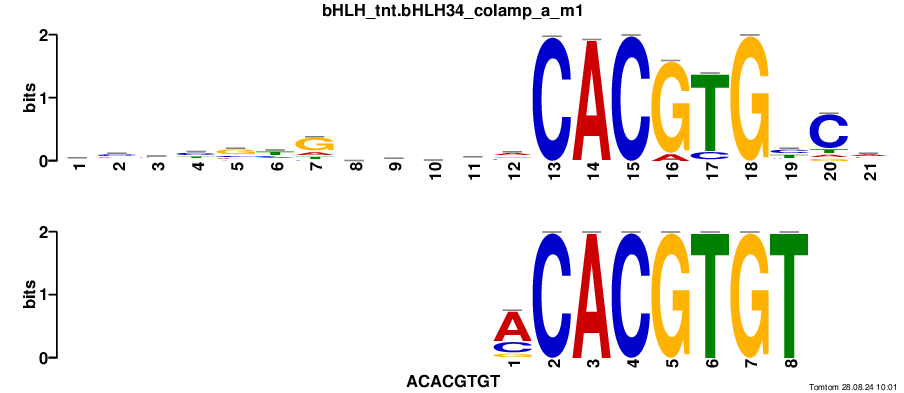 bHLH_tnt.bHLH34_colamp_a_m1
2
1
0
bits
CACGTG
A C
C
1 2 3 4 5 6 7 8 9 10 11 12 13 14 15 16 17 18 19 20 21
2
1
0
bits
ACACGTGT
C
G
1 2 3 4 5 6 7 8
ACACGTGT
Tomtom 28.08.24 10:01